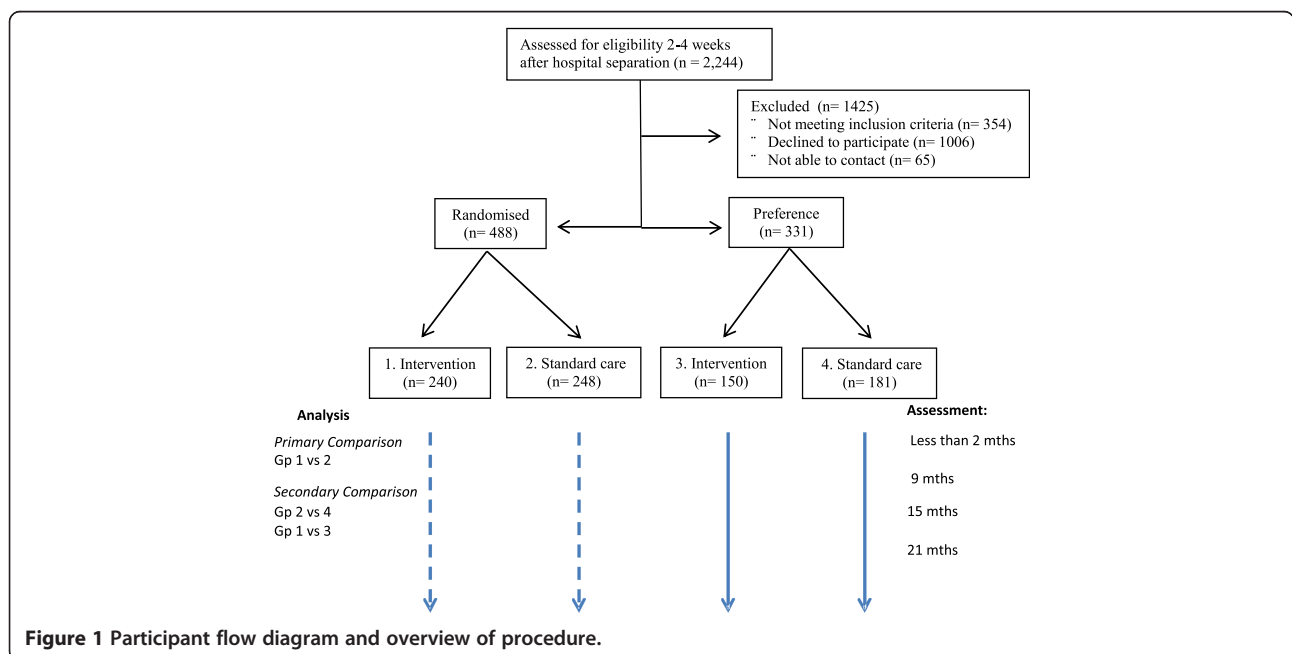 Assessed for eligibility 2-4 weeks
after hospital separation (n = 2,244)
Excluded (n= 1425)
¨ Not meeting inclusion criteria (n= 354)
¨ Declined to participate (n= 1006)
¨ Not able to contact (n= 65)
Randomised
(n= 488)
Preference
(n= 331)
1. Intervention
(n= 240)
2. Standard care
(n= 248)
3. Intervention
(n= 150)
4. Standard care
(n= 181)
Analysis
Primary Comparison
Gp 1 vs 2
Secondary Comparison
Gp 2 vs 4
Gp 1 vs 3
Assessment:
Less than 2 mths
9 mths
15 mths
21 mths
Figure 1 Participant flow diagram and overview of procedure.